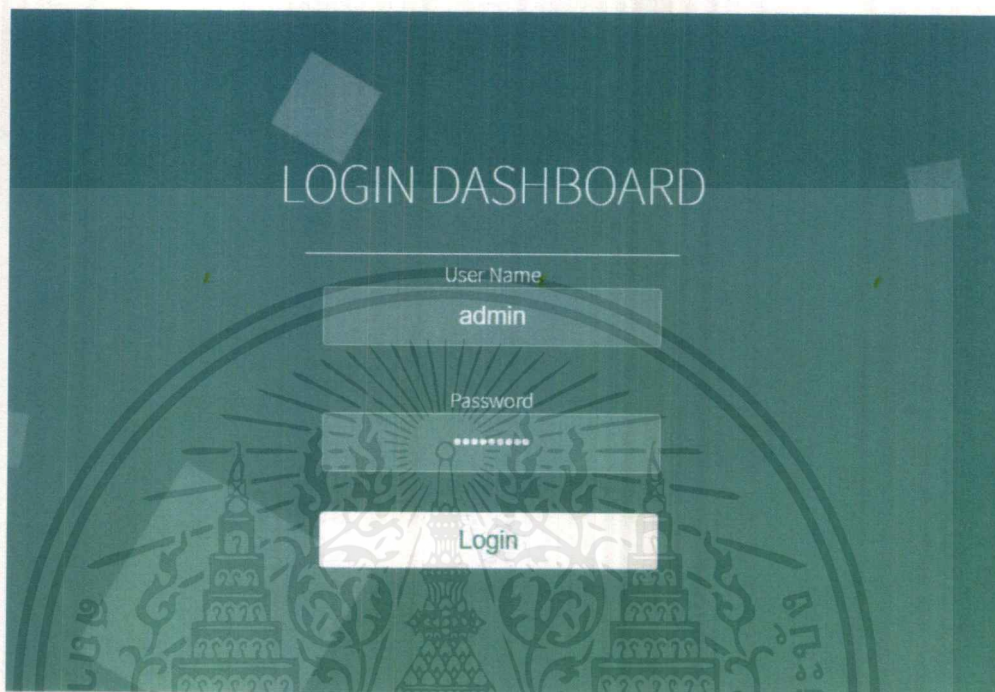 LOGIN DASHBOARD
User Name
admin
Password
•••••••••
Login